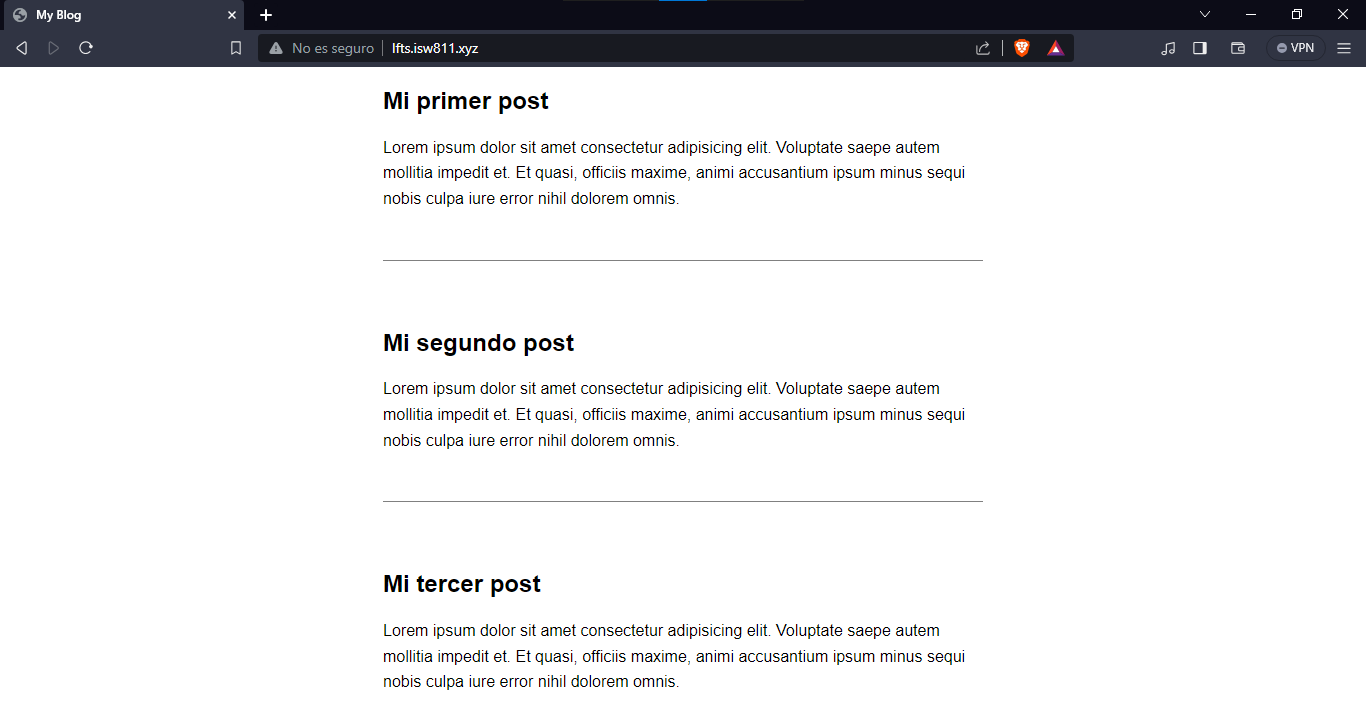 My Blog
No es seguro lfts.isw811.xyz VPN
Mi primer post
Lorem ipsum dolor sit amet consectetur adipisicing elit. Voluptate saepe autem
mollitia impedit et. Et quasi, officiis maxime, animi accusantium ipsum minus sequi
nobis culpa iure error nihil dolorem omnis.
Mi segundo post
Lorem ipsum dolor sit amet consectetur adipisicing elit. Voluptate saepe autem
mollitia impedit et. Et quasi, officiis maxime, animi accusantium ipsum minus sequi
nobis culpa iure error nihil dolorem omnis.
Mi tercer post
Lorem ipsum dolor sit amet consectetur adipisicing elit. Voluptate saepe autem
mollitia impedit et. Et quasi, officiis maxime, animi accusantium ipsum minus sequi
nobis culpa iure error nihil dolorem omnis.